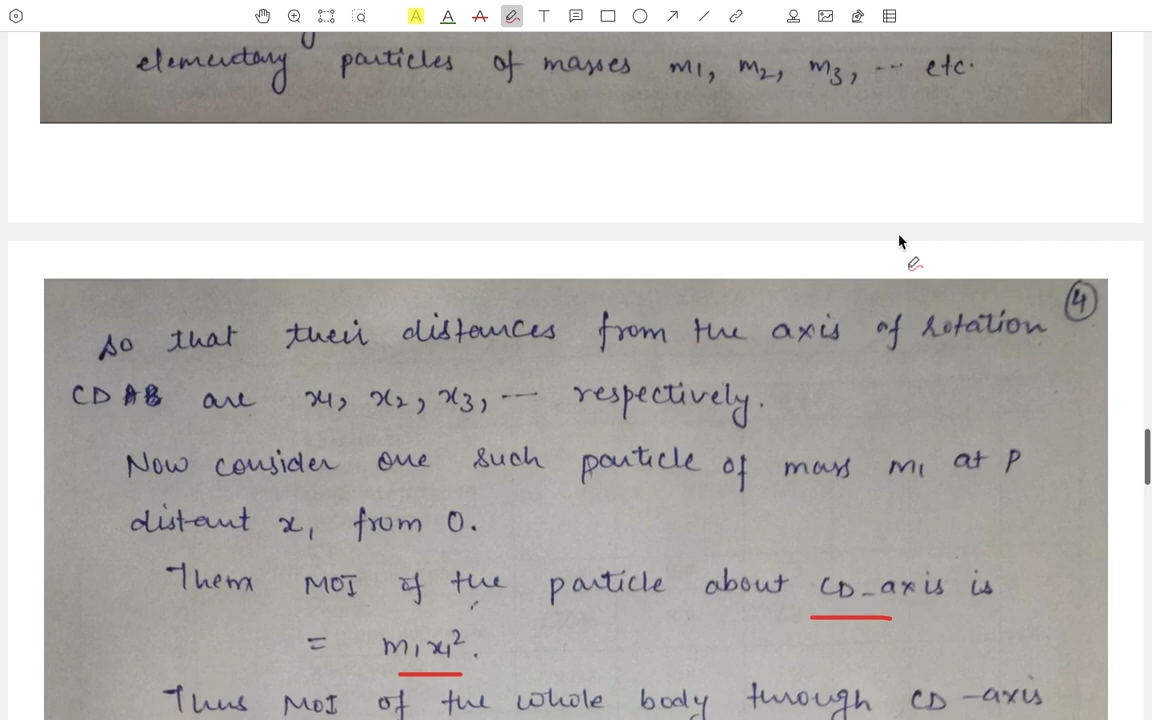 elementary particles of masses m1, m2, m3, --- etc.
4
so that their distances from the axis of rotation
CD AB are x1, x2, x3, --- respectively.
Now consider one such particle of mass m1 at P
distant x1 from O.
Then MOI of the particle about CD-axis is
= m1x1².
Thus MOI of the whole body through CD-axis